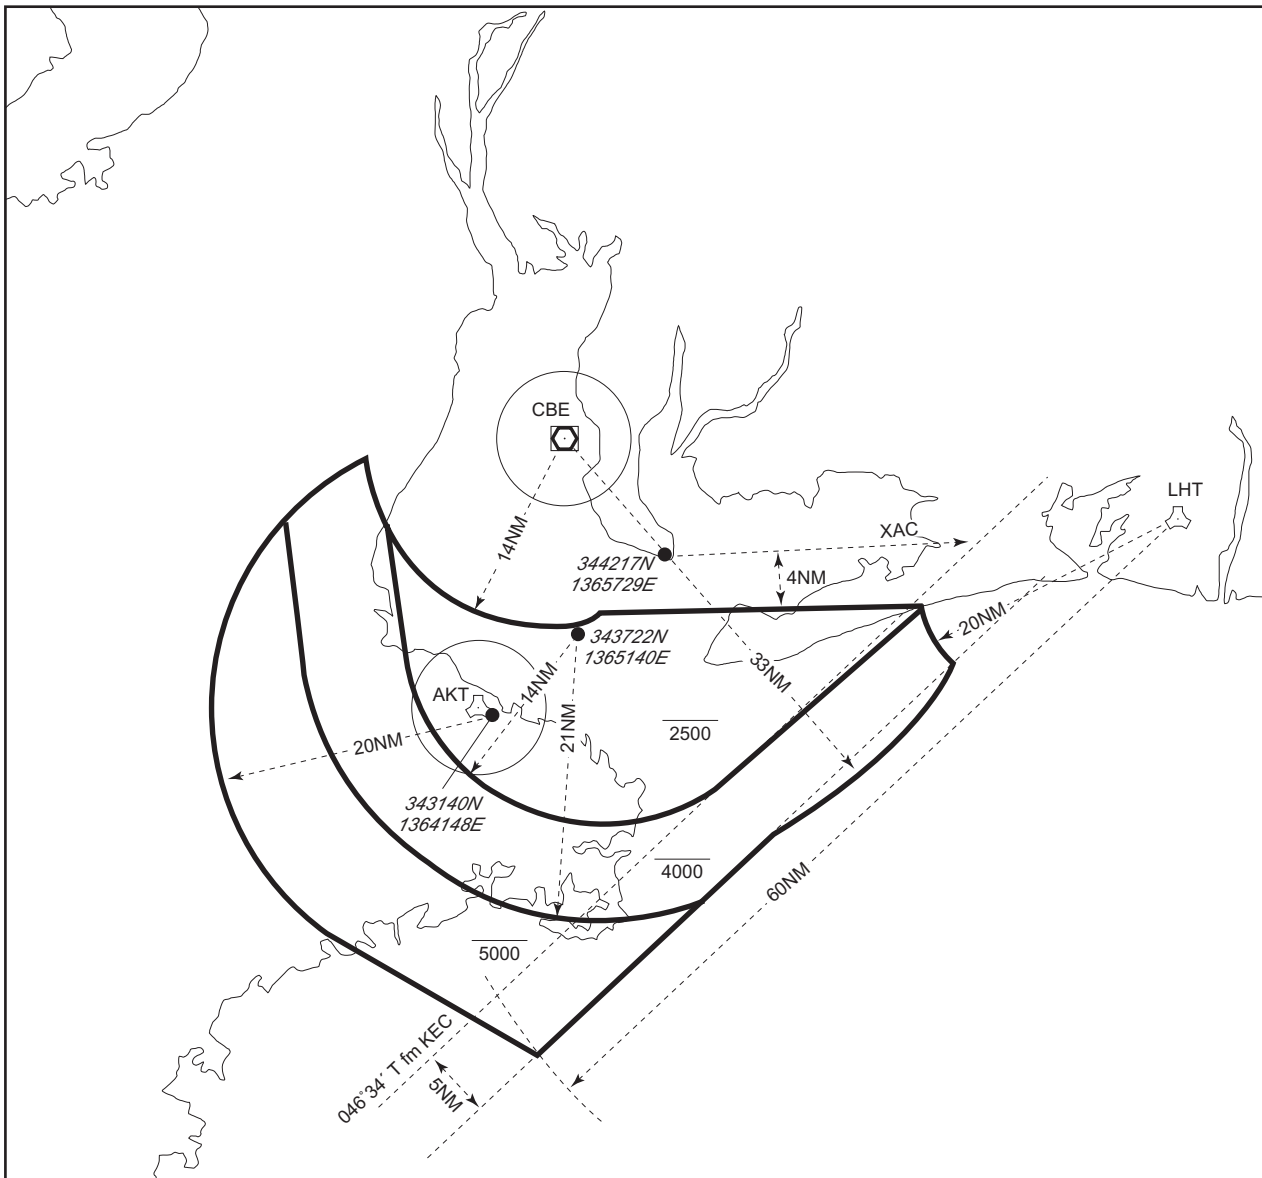 CBE
LHT
XAC
14NM
344217N
1365729E
4NM
20NM
343722N
1365140E
33NM
14NM
AKT
21NM
2500
20NM
343140N
1364148E
4000
60NM
5000
046°34′ T fm KEC
5NM